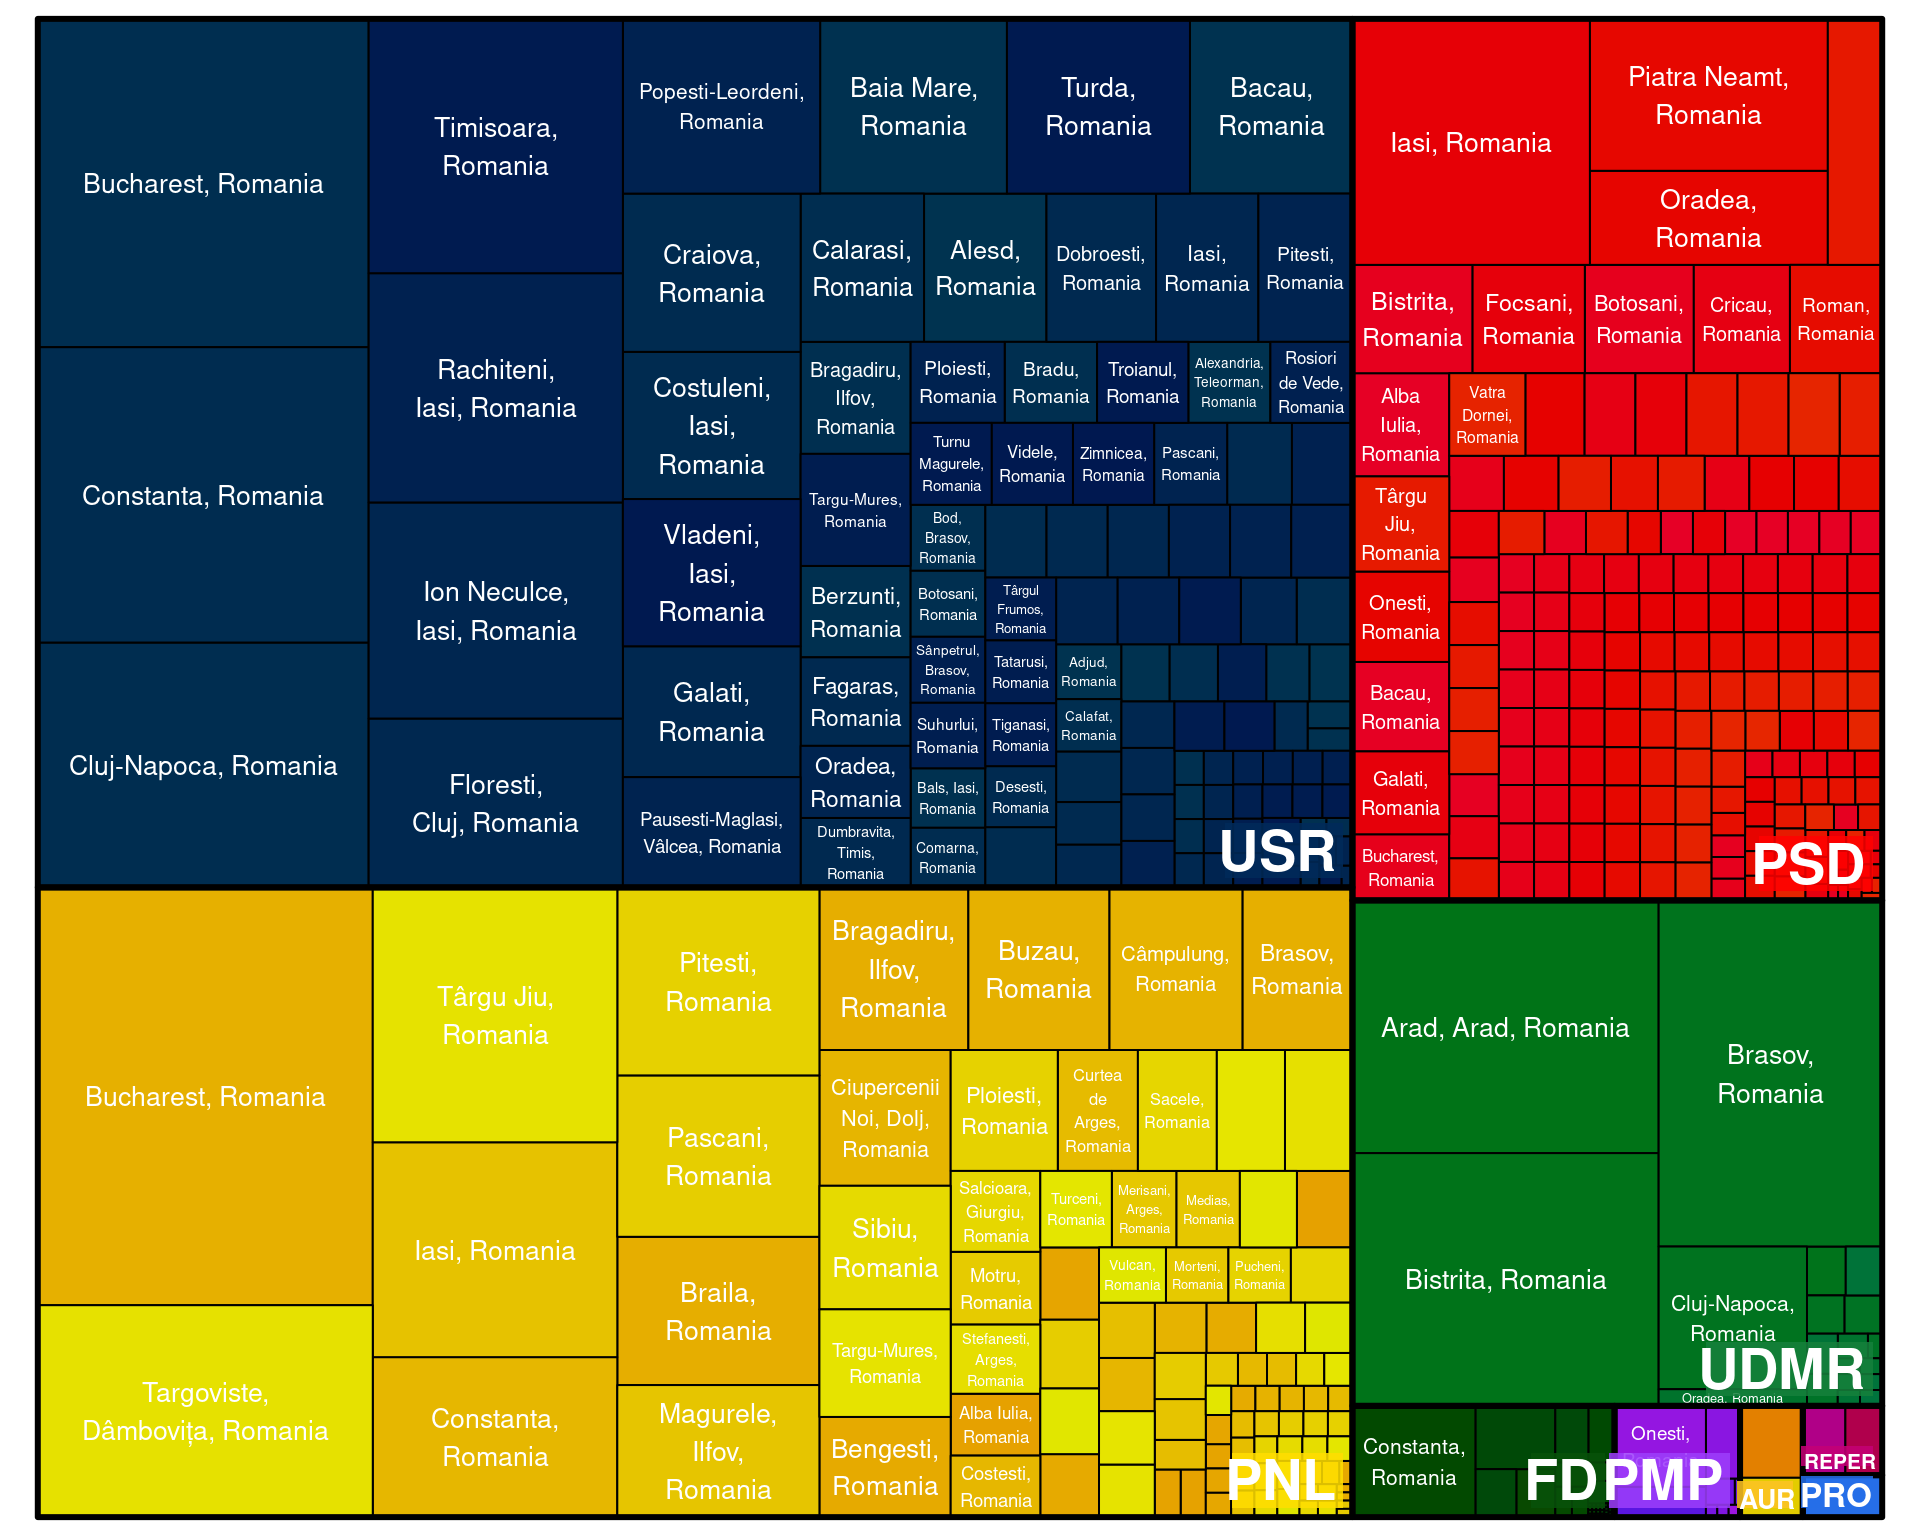 Bucharest, Romania
Constanta, Romania
Cluj-Napoca, Romania
Timisoara,
Romania
Rachiteni,
Iasi, Romania
Ion Neculce,
Iasi, Romania
Floresti,
Cluj, Romania
Popesti-Leordeni,
Romania
Baia Mare,
Romania
Turda,
Romania
Bacau,
Romania
Craiova,
Romania
Costuleni,
Iasi,
Romania
Vladeni,
Iasi,
Romania
Galati,
Romania
Pausesti-Maglasi,
Vâlcea, Romania
Calarasi,
Romania
Alesd,
Romania
Dobroesti,
Romania
Iasi,
Romania
Pitesti,
Romania
Bragadiru,
Ilfov,
Romania
Targu-Mures,
Romania
Berzunti,
Romania
Fagaras,
Romania
Oradea,
Romania
Dumbravita,
Timis,
Romania
Ploiesti,
Romania
Bradu,
Romania
Troianul,
Romania
Alexandria,
Teleorman,
Romania
Rosiori
de Vede,
Romania
Turnu
Magurele,
Romania
Videle,
Romania
Zimnicea,
Romania
Pascani,
Romania
Bod,
Brasov,
Romania
Botosani,
Romania
Sânpetrul,
Brasov,
Romania
Suhurlui,
Romania
Bals, Iasi,
Romania
Comarna,
Romania
Târgul
Frumos,
Romania
Tatarusi,
Romania
Tiganasi,
Romania
Desesti,
Romania
Adjud,
Romania
Calafat,
Romania
USR
Iasi, Romania
Piatra Neamt,
Romania
Oradea,
Romania
Bistrita,
Romania
Focsani,
Romania
Botosani,
Romania
Cricau,
Romania
Roman,
Romania
Alba
Iulia,
Romania
Vatra
Dornei,
Romania
Târgu
Jiu,
Romania
Onesti,
Romania
Bacau,
Romania
Galati,
Romania
Bucharest,
Romania
PSD
Bucharest, Romania
Targoviste,
Dâmbovița, Romania
Târgu Jiu,
Romania
Iasi, Romania
Constanta,
Romania
Pitesti,
Romania
Pascani,
Romania
Braila,
Romania
Magurele,
Ilfov,
Romania
Bragadiru,
Ilfov,
Romania
Buzau,
Romania
Câmpulung,
Romania
Brasov,
Romania
Ciupercenii
Noi, Dolj,
Romania
Sibiu,
Romania
Targu-Mures,
Romania
Bengesti,
Romania
Ploiesti,
Romania
Curtea
de
Arges,
Romania
Sacele,
Romania
Salcioara,
Giurgiu,
Romania
Motru,
Romania
Stefanesti,
Arges,
Romania
Alba Iulia,
Romania
Costesti,
Romania
Turceni,
Romania
Merisani,
Arges,
Romania
Medias,
Romania
Vulcan,
Romania
Morteni,
Romania
Pucheni,
Romania
PNL
Arad, Arad, Romania
Bistrita, Romania
Brasov,
Romania
Cluj-Napoca,
Romania
UDMR
Oradea, Romania
Constanta,
Romania
FD
Onesti,
Romania
PMP
AUR
REPER
PRO